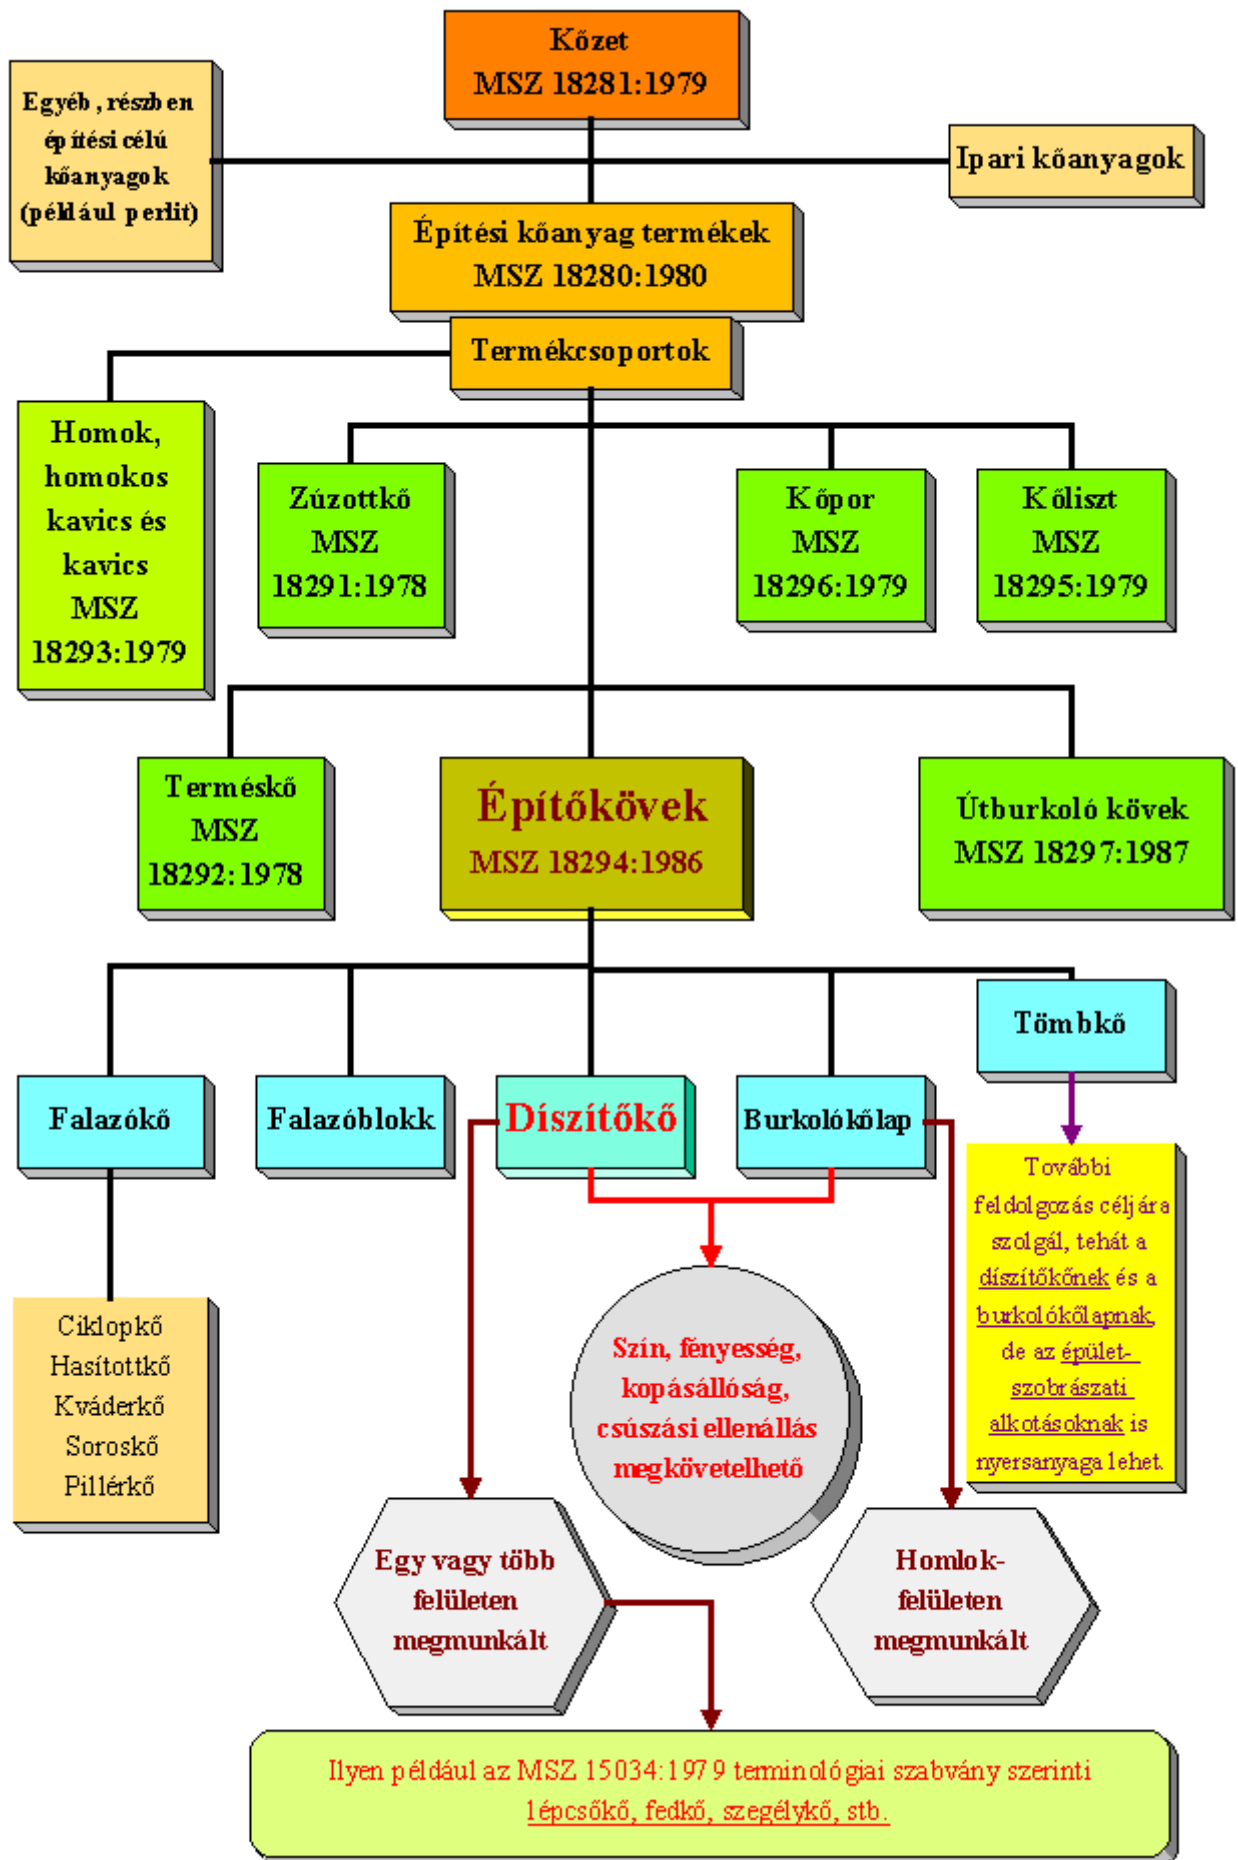 Kőzet
MSZ 18281:1979
Egyéb, részben
építési célú
kőanyagok
(például perlit)
Ipari kőanyagok
Építési kőanyag termékek
MSZ 18280:1980
Termékcsoportok
Homok,
homokos
kavics és
kavics
MSZ
18293:1979
Zúzottkő
MSZ
18291:1978
Kőpor
MSZ
18296:1979
Kőliszt
MSZ
18295:1979
Terméskő
MSZ
18292:1978
Építőkövek
MSZ 18294:1986
Útburkoló kövek
MSZ 18297:1987
Falazókő
Falazóblokk
Díszítőkő
Burkolókőlap
Tömbkő
Ciklopkő
Hasítottkő
Kváderkő
Soroskő
Pillérkő
Szín, fényesség,
kopásállóság,
csúszási ellenállás
megkövetelhető
További
feldolgozás céljára
szolgál, tehát a
díszítőkőnek és a
burkolókőlapnak,
de az épület-
szobrászati
alkotásoknak is
nyersanyaga lehet.
Egy vagy több
felületen
megmunkált
Homlok-
felületen
megmunkált
Ilyen például az MSZ 15034:1979 terminológiai szabvány szerinti
lépcsőkő, fedkő, szegélykő, stb.